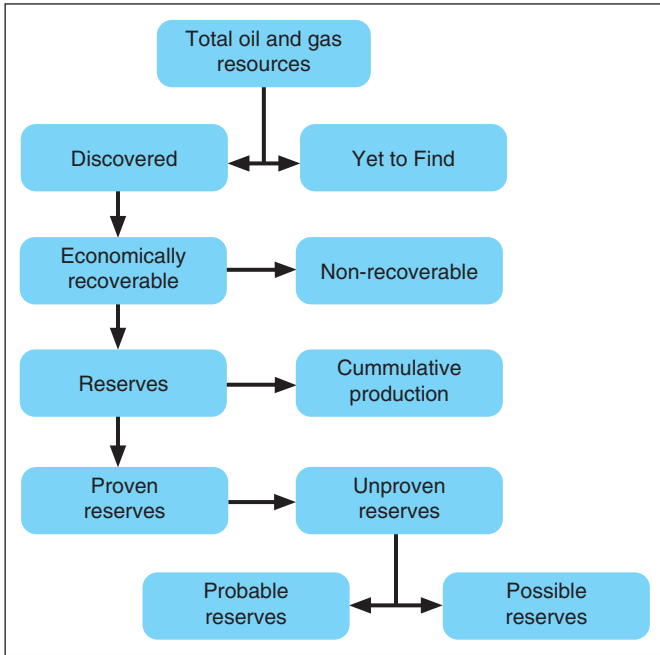 Total oil and gas
resources
Discovered
Yet to Find
Economically
recoverable
Non-recoverable
Reserves
Cummulative
production
Proven
reserves
Unproven
reserves
Probable
reserves
Possible
reserves